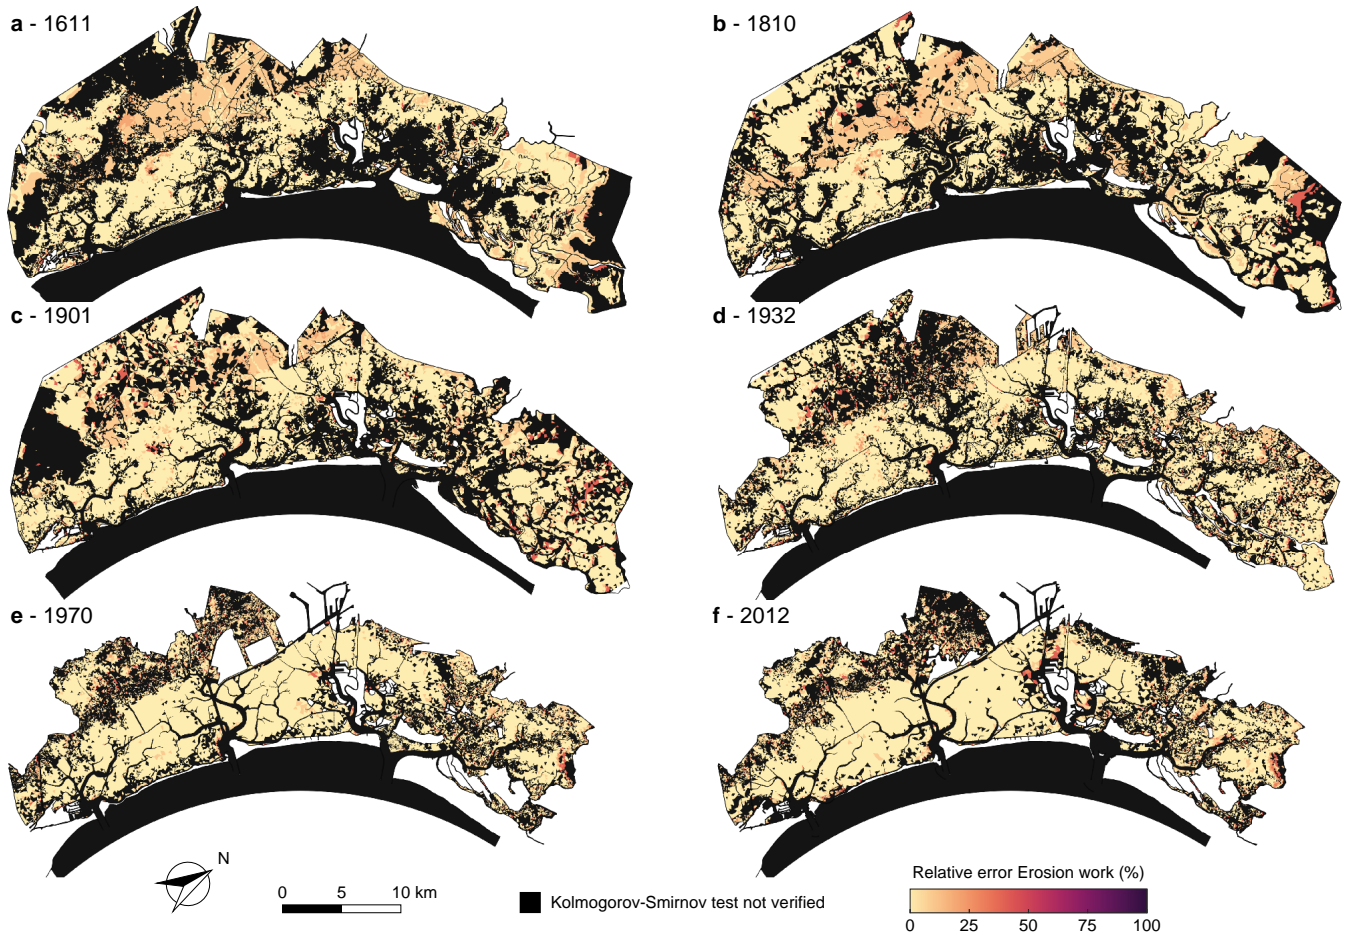 a - 1611
b - 1810
c - 1901
d - 1932
e - 1970
f - 2012
N
0 5 10 km
Kolmogorov-Smirnov test not verified
Relative error Erosion work (%)
0 25 50 75 100